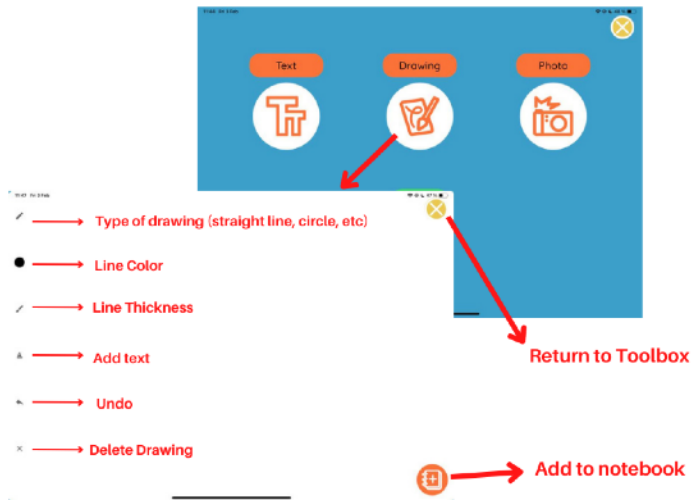 Text
Drawing
Photo
Type of drawing (straight line, circle, etc)
Line Color
Line Thickness
Add text
Undo
Delete Drawing
Return to Toolbox
Add to notebook